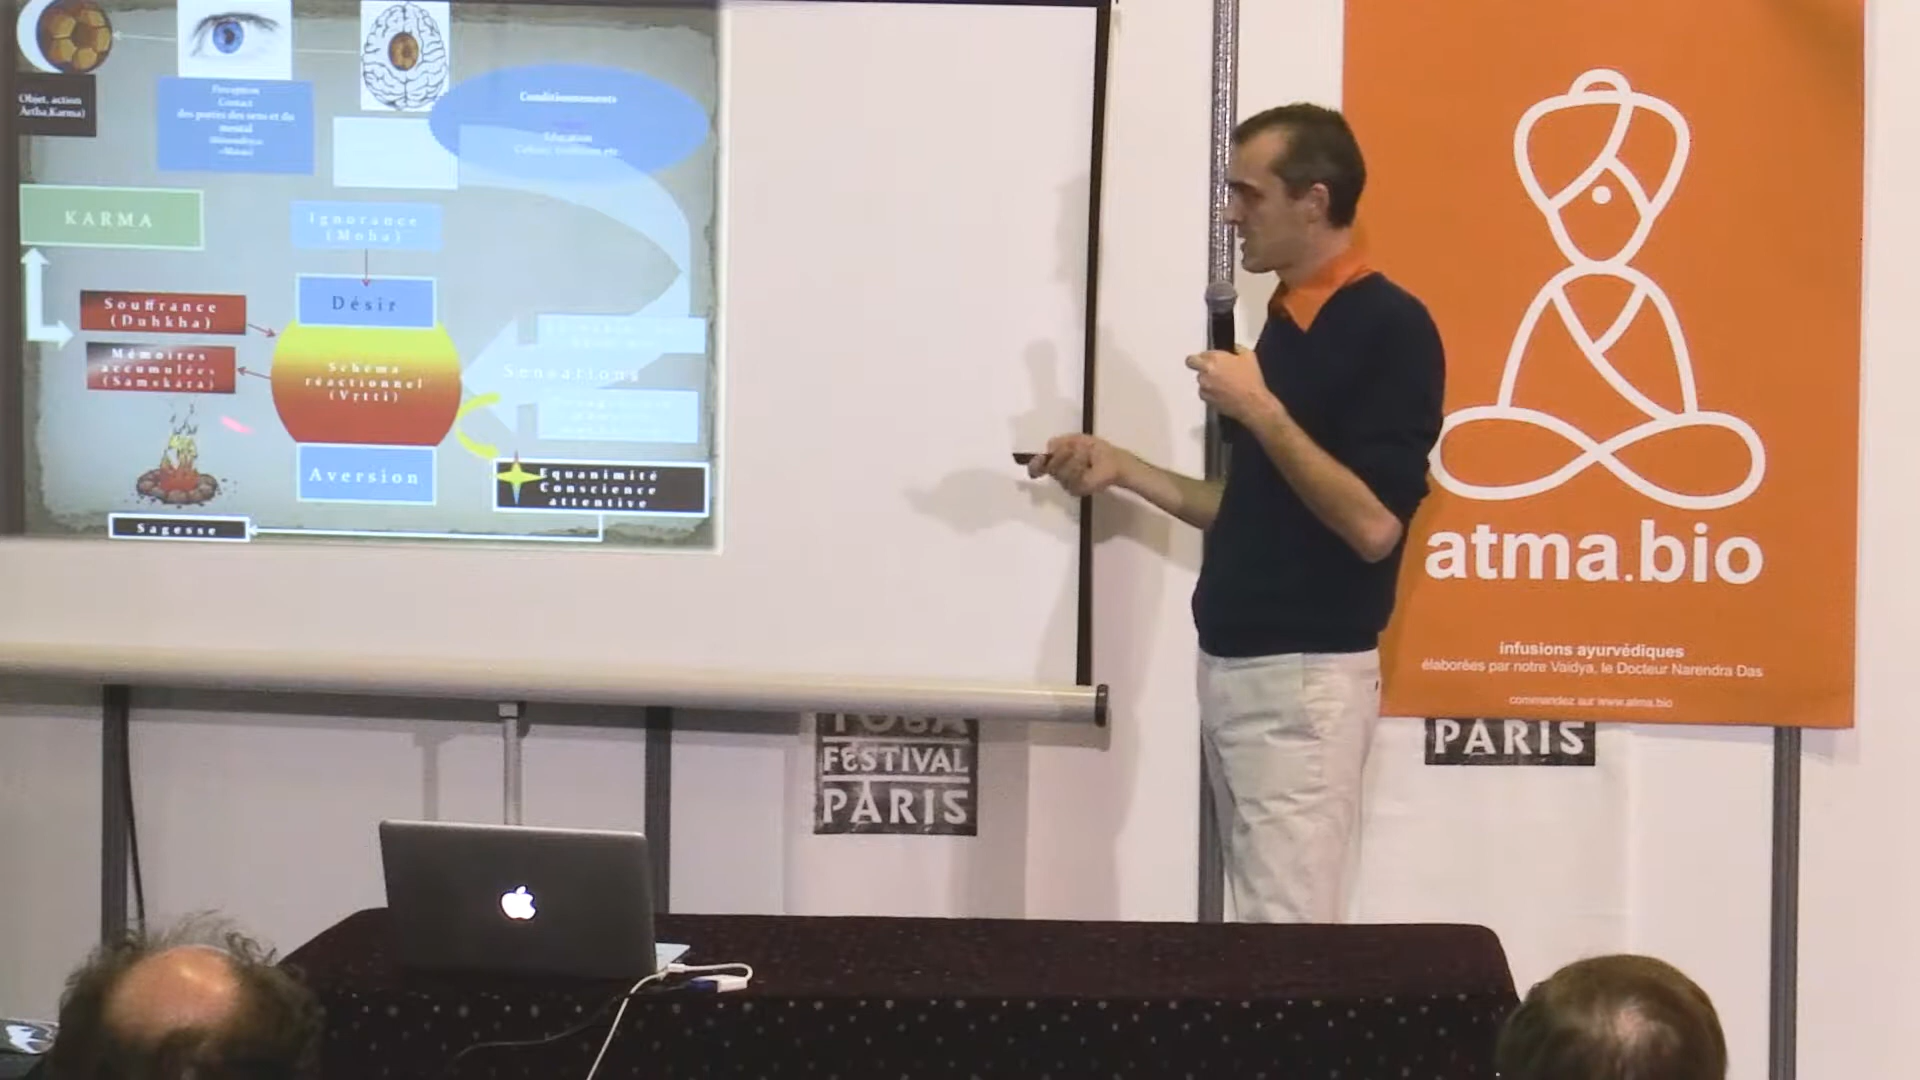 Objet, action
Artha, Karma)
Perception
Contact
des portes des sens et du
mental
Conditionnements
Education
KARMA
Ignorance
(Moha)
Désir
Souffrance
(Duhkha)
Mémoires
accumulées
(Samskara)
Schéma
réactionnel
(Vrtti)
Sensations
Aversion
Equanimité
Conscience
attentive
Sagesse
atma.bio
infusions ayurvédiques
élaborées par notre Vaidya, le Docteur Narendra Das
commandez sur www.atma.bio
FESTIVAL
PARIS
PARIS